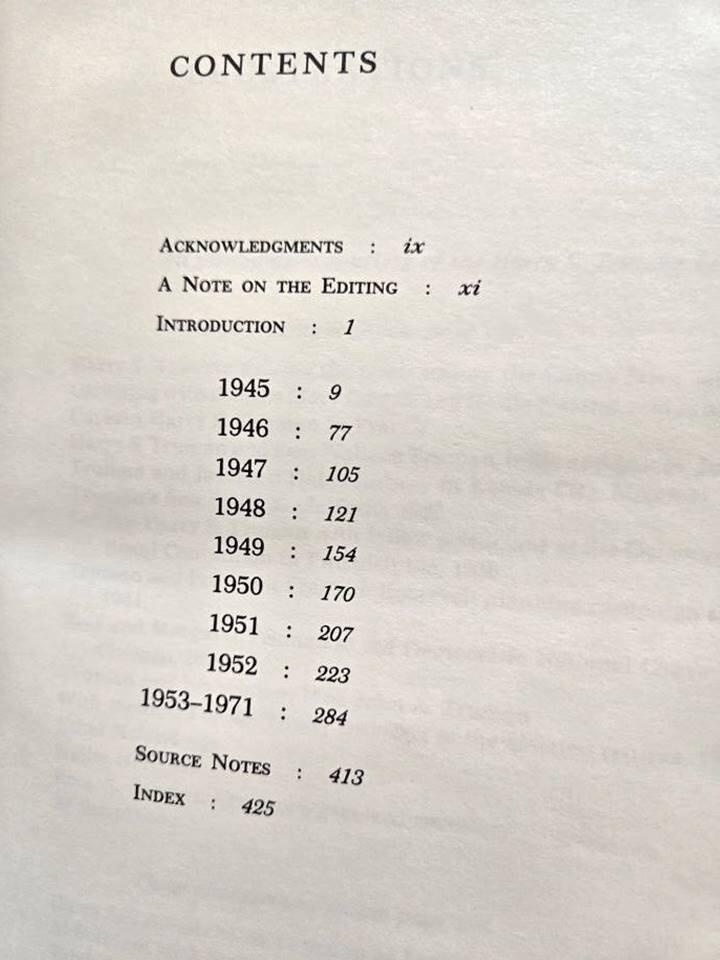 CONTENTS
ACKNOWLEDGMENTS : ix
A NOTE ON THE EDITING : xi
INTRODUCTION : 1
1945 : 9
1946 : 77
1947 : 105
1948 : 121
1949 : 154
1950 : 170
1951 : 207
1952 : 223
1953–1971 : 284
SOURCE NOTES : 413
INDEX : 425